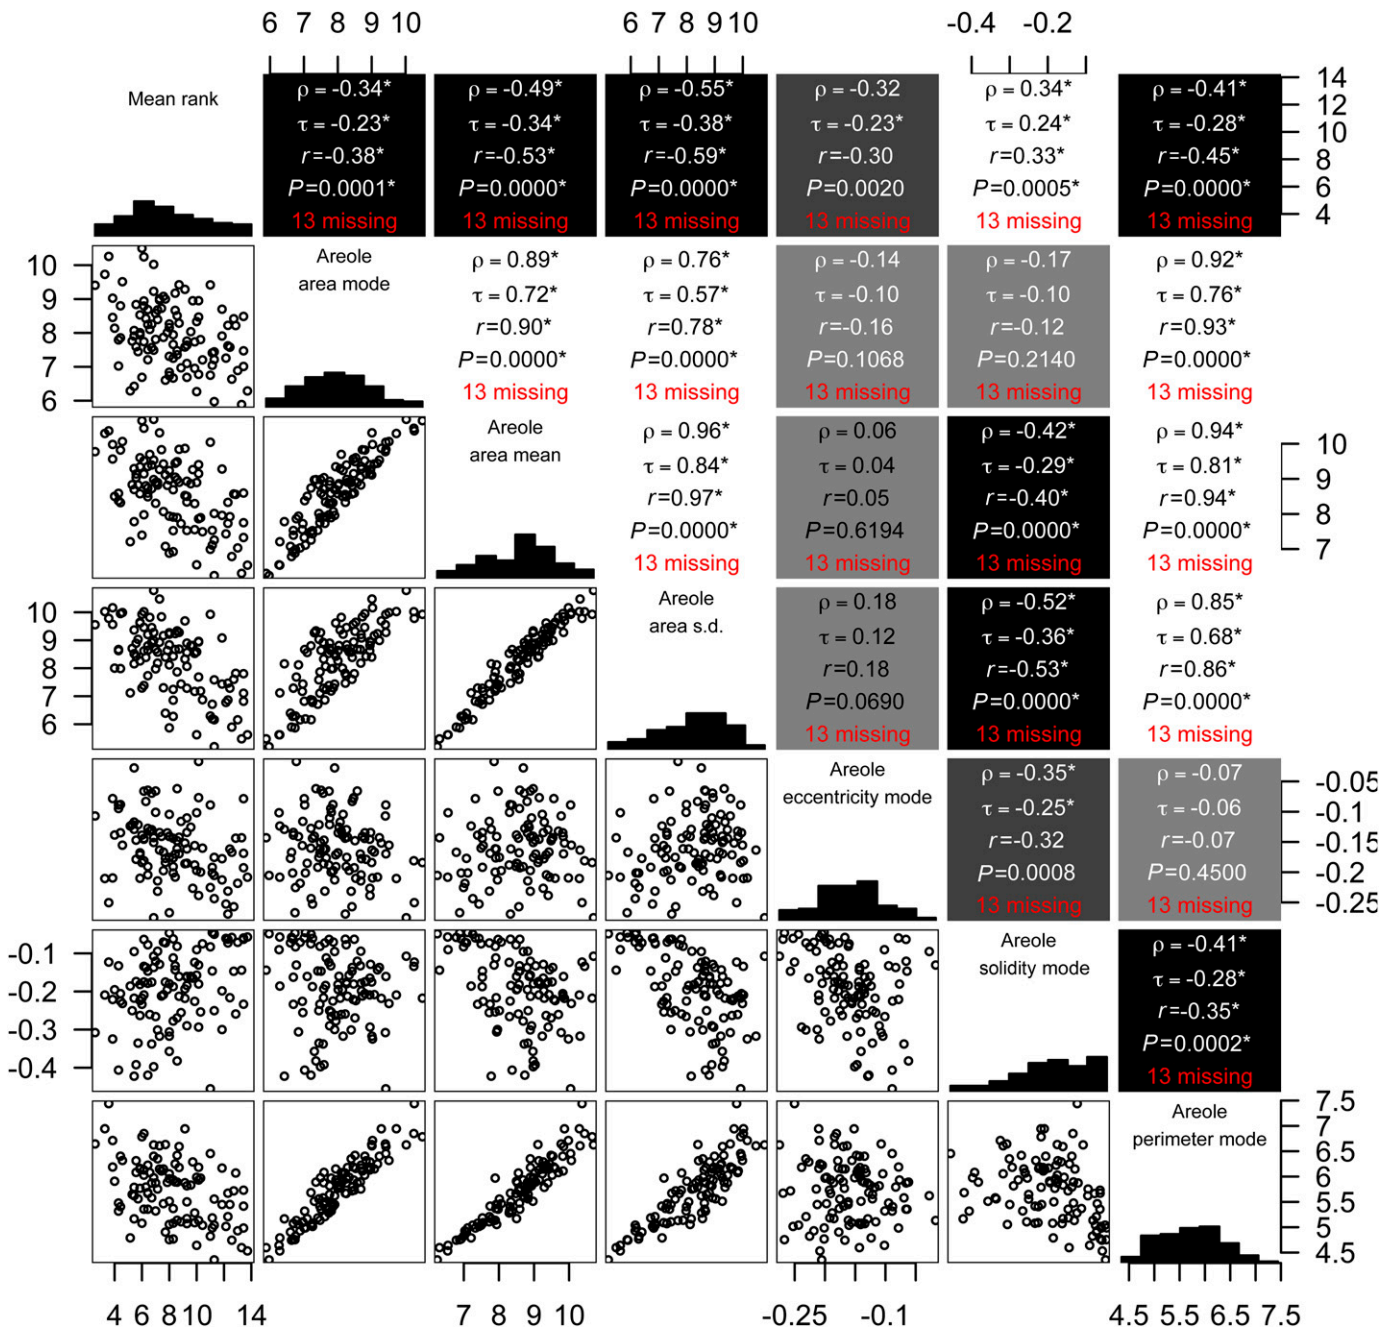 6 7 8 9 10 6 7 8 9 10 -0.4 -0.2
Mean rank
ρ = -0.34*
τ = -0.23*
r=-0.38*
P=0.0001*
13 missing
ρ = -0.49*
τ = -0.34*
r=-0.53*
P=0.0000*
13 missing
ρ = -0.55*
τ = -0.38*
r=-0.59*
P=0.0000*
13 missing
ρ = -0.32
τ = -0.23*
r=-0.30
P=0.0020
13 missing
ρ = 0.34*
τ = 0.24*
r=0.33*
P=0.0005*
13 missing
ρ = -0.41*
τ = -0.28*
r=-0.45*
P=0.0000*
13 missing
14
12
10
8
6
4
10
9
8
7
6
Areole
area mode
ρ = 0.89*
τ = 0.72*
r=0.90*
P=0.0000*
13 missing
ρ = 0.76*
τ = 0.57*
r=0.78*
P=0.0000*
13 missing
ρ = -0.14
τ = -0.10
r=-0.16
P=0.1068
13 missing
ρ = -0.17
τ = -0.10
r=-0.12
P=0.2140
13 missing
ρ = 0.92*
τ = 0.76*
r=0.93*
P=0.0000*
13 missing
Areole
area mean
ρ = 0.96*
τ = 0.84*
r=0.97*
P=0.0000*
13 missing
ρ = 0.06
τ = 0.04
r=0.05
P=0.6194
13 missing
ρ = -0.42*
τ = -0.29*
r=-0.40*
P=0.0000*
13 missing
ρ = 0.94*
τ = 0.81*
r=0.94*
P=0.0000*
13 missing
10
9
8
7
10
9
8
7
6
Areole
area s.d.
ρ = 0.18
τ = 0.12
r=0.18
P=0.0690
13 missing
ρ = -0.52*
τ = -0.36*
r=-0.53*
P=0.0000*
13 missing
ρ = 0.85*
τ = 0.68*
r=0.86*
P=0.0000*
13 missing
Areole
eccentricity mode
ρ = -0.35*
τ = -0.25*
r=-0.32
P=0.0008
13 missing
ρ = -0.07
τ = -0.06
r=-0.07
P=0.4500
13 missing
-0.05
-0.1
-0.15
-0.2
-0.25
-0.1
-0.2
-0.3
-0.4
Areole
solidity mode
ρ = -0.41*
τ = -0.28*
r=-0.35*
P=0.0002*
13 missing
Areole
perimeter mode
7.5
7
6.5
6
5.5
5
4.5
4 6 8 10 14 7 8 9 10 -0.25 -0.1 4.5 5.5 6.5 7.5